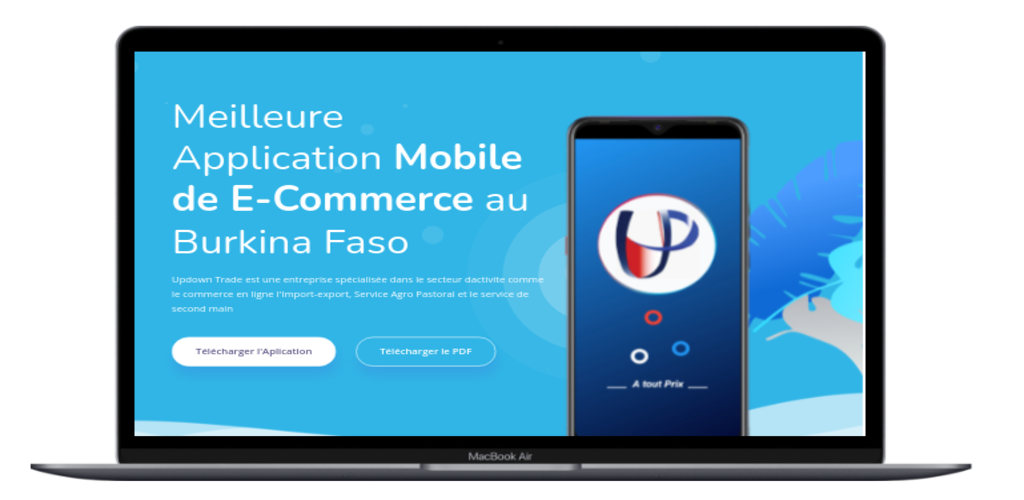 Meilleure
Application Mobile
de E-Commerce au
Burkina Faso
Updown Trade est une entreprise spécialisée dans le secteur dactivite comme
le commerce en ligne l'Import-export, Service Agro Pastoral et le service de
second main
Télécharger l'Aplication
Télécharger le PDF
UP
A tout Prix
MacBook Air